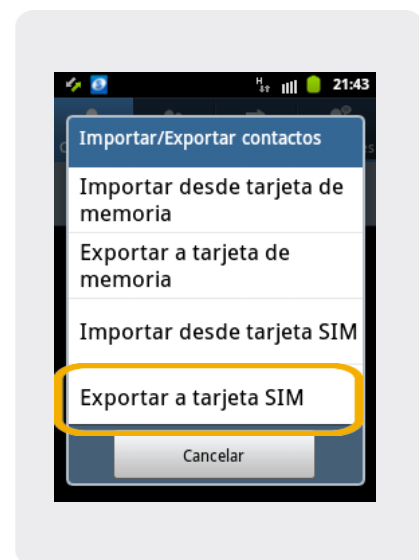 H
21:43
Importar/Exportar contactos
Importar desde tarjeta de
memoria
Exportar a tarjeta de
memoria
Importar desde tarjeta SIM
Exportar a tarjeta SIM
Cancelar